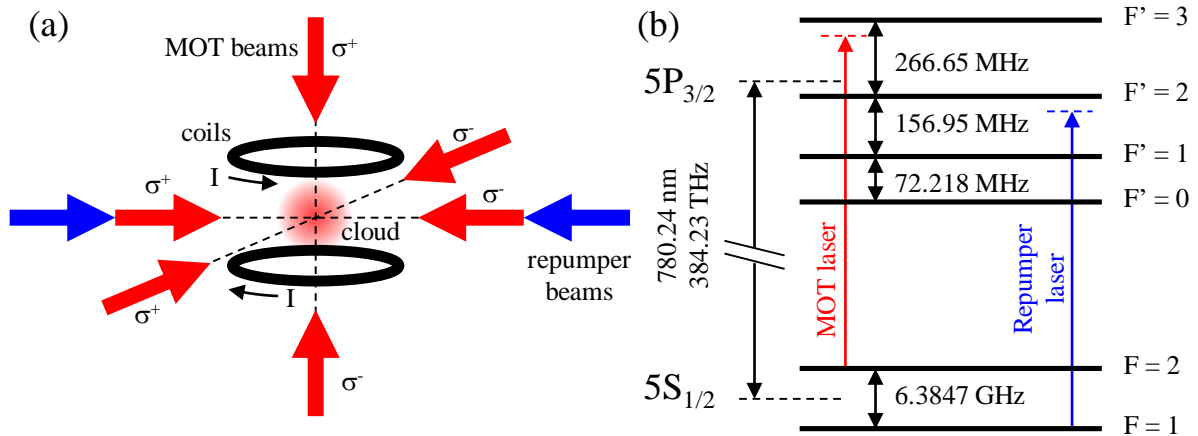 (a)
MOT beams
σ⁺
coils
I
σ⁻
σ⁺
σ⁻
cloud
I
repumper
beams
σ⁺
σ⁻
(b)
F' = 3
266.65 MHz
5P3/2
F' = 2
156.95 MHz
F' = 1
72.218 MHz
F' = 0
780.24 nm
384.23 THz
MOT laser
Repumper
laser
F = 2
5S1/2
6.3847 GHz
F = 1